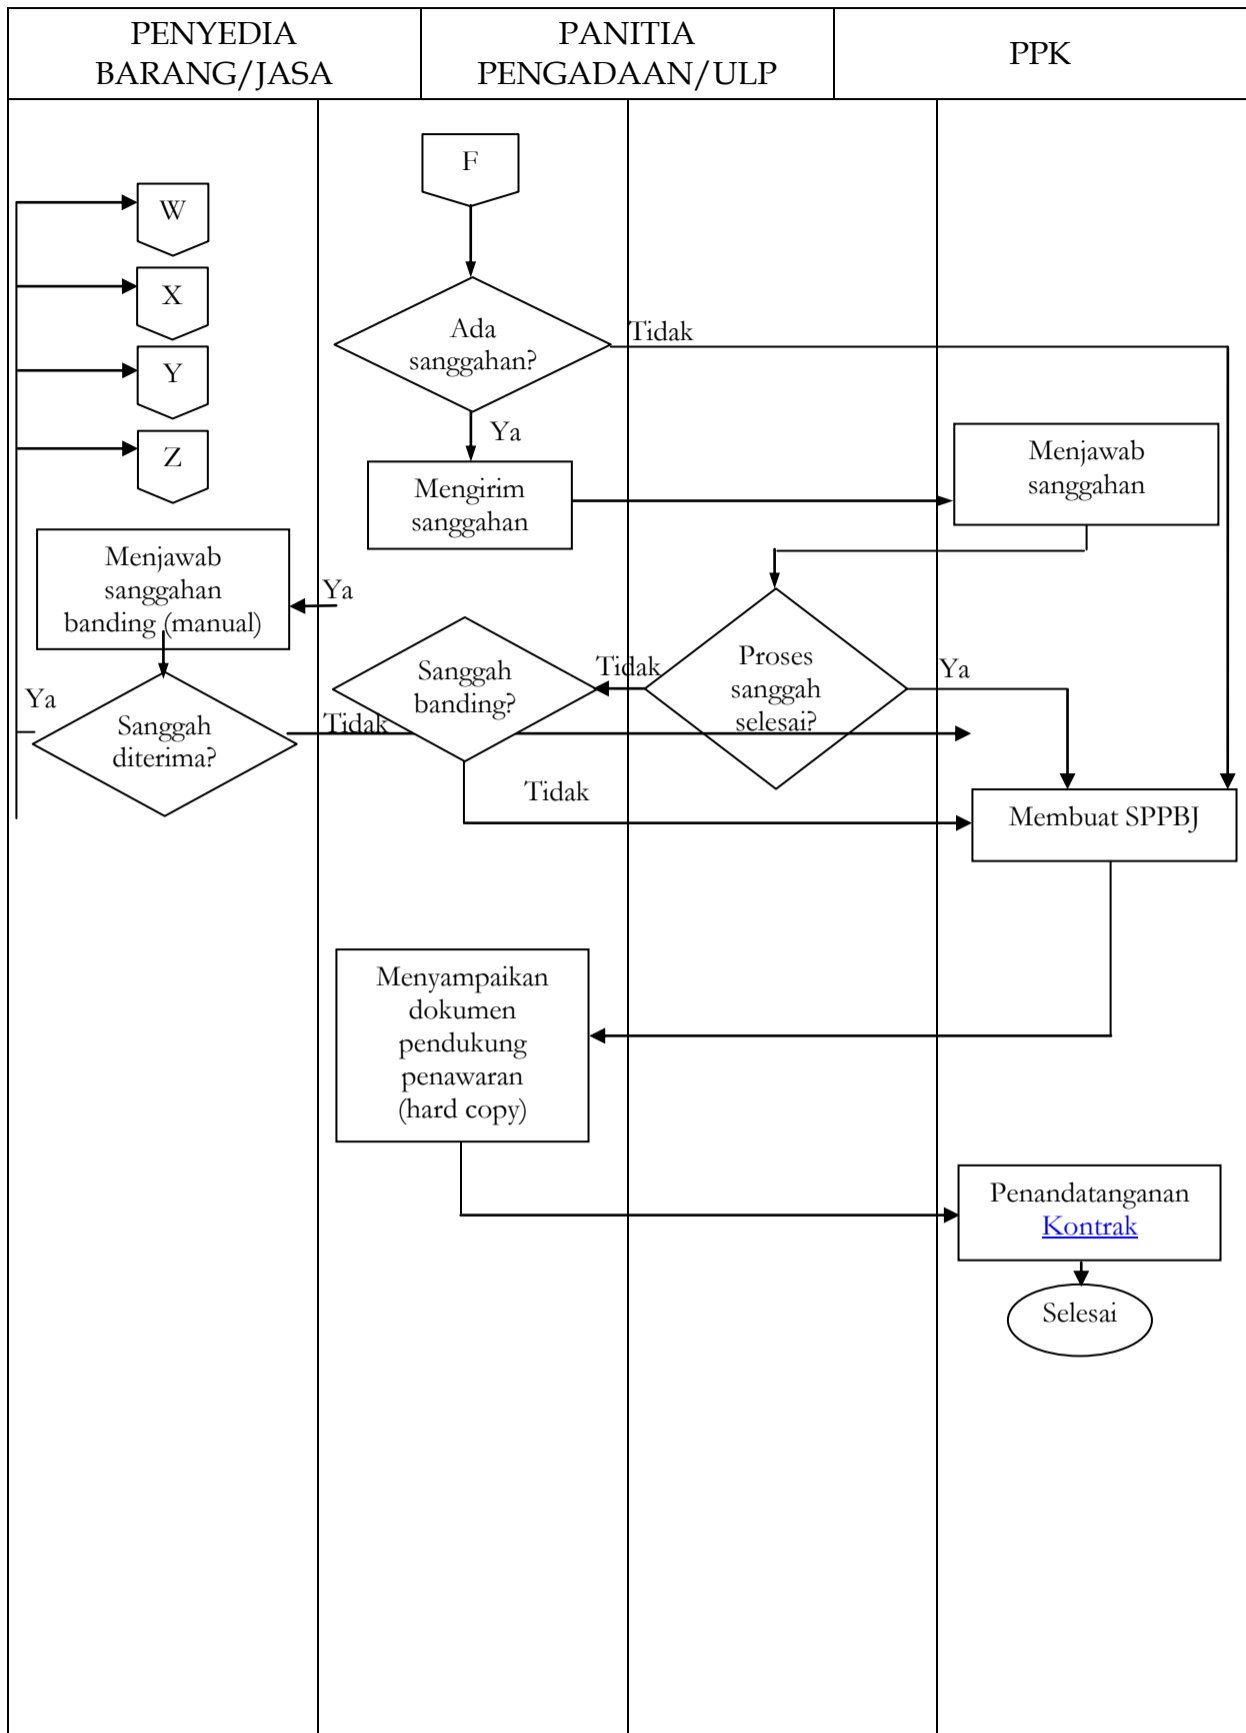 PENYEDIA
BARANG/JASA
PANITIA
PENGADAAN/ULP
PPK
F
W
X
Y
Z
Ada
sanggahan?
Tidak
Ya
Mengirim
sanggahan
Menjawab
sanggahan
Menjawab
sanggahan
banding (manual)
Ya
Sanggah
banding?
Tidak
Proses
sanggah
selesai?
Ya
Ya
Sanggah
diterima?
Tidak
Tidak
Membuat SPPBJ
Menyampaikan
dokumen
pendukung
penawaran
(hard copy)
Penandatanganan
Kontrak
Selesai